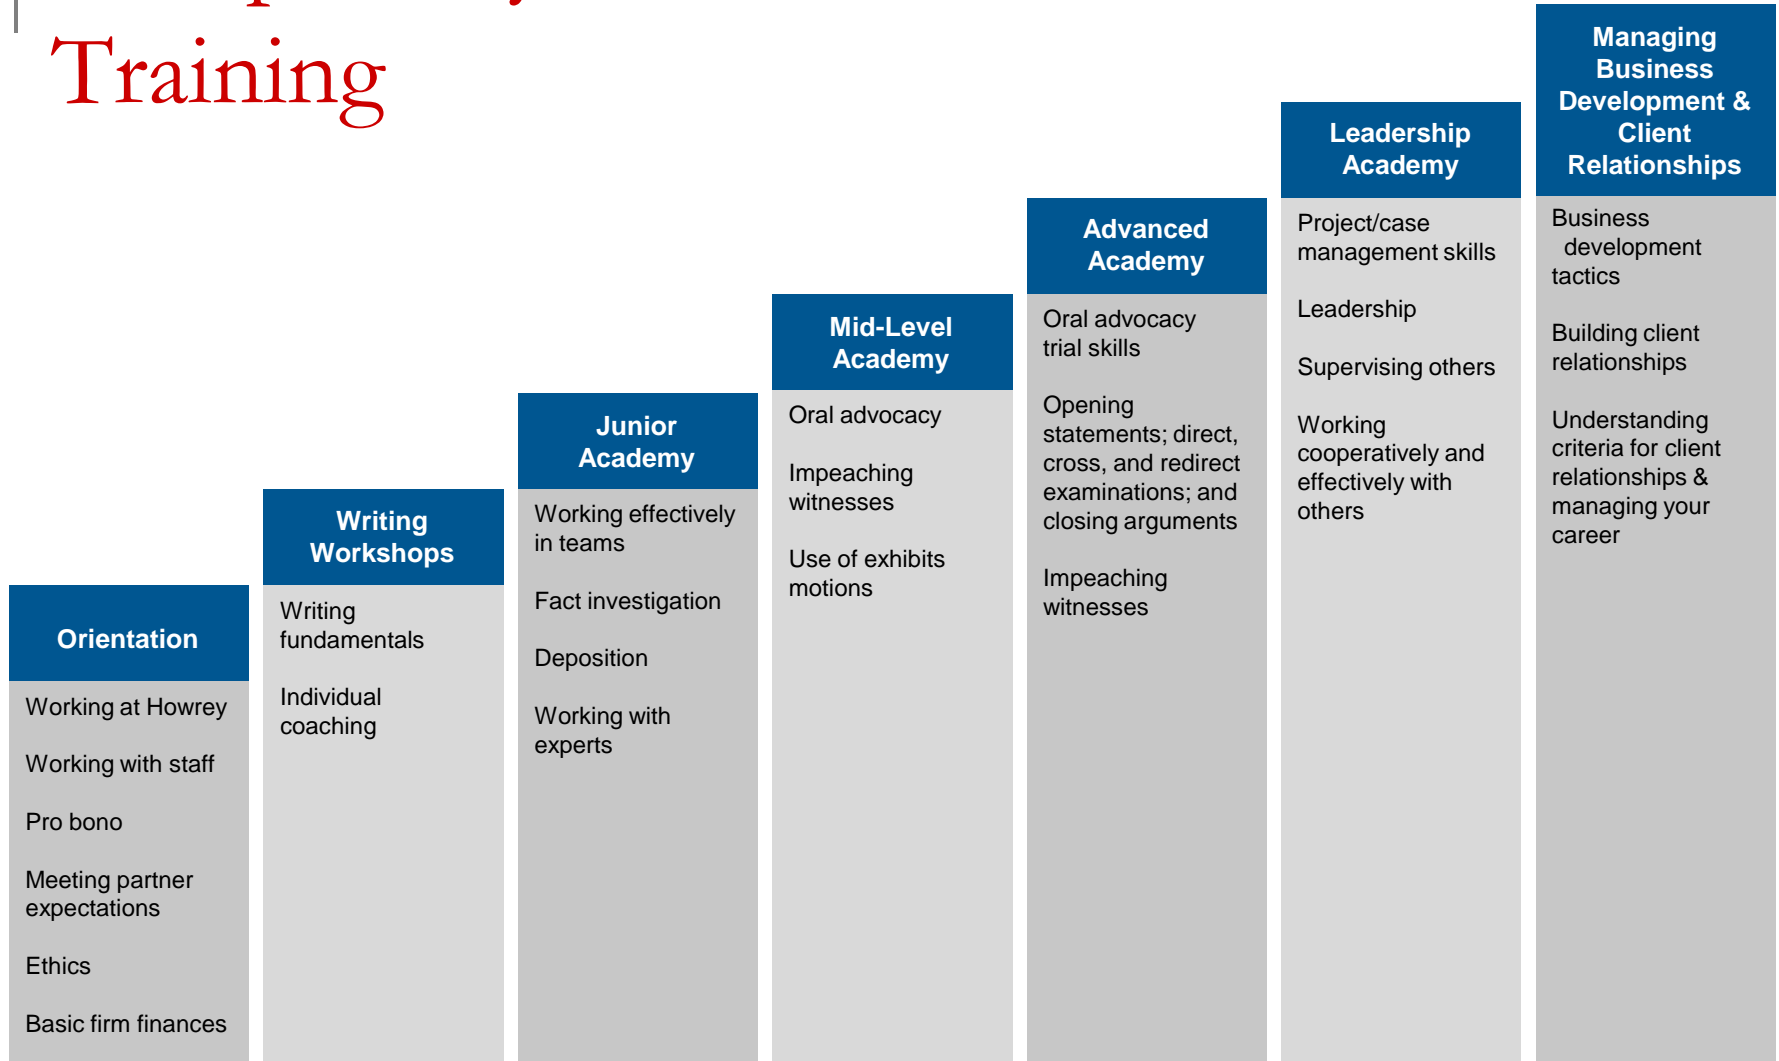 Training
Orientation
Working at Howrey
Working with staff
Pro bono
Meeting partner
expectations
Ethics
Basic firm finances
Writing
Workshops
Writing
fundamentals
Individual
coaching
Junior
Academy
Working effectively
in teams
Fact investigation
Deposition
Working with
experts
Mid-Level
Academy
Oral advocacy
Impeaching
witnesses
Use of exhibits
motions
Advanced
Academy
Oral advocacy
trial skills
Opening
statements; direct,
cross, and redirect
examinations; and
closing arguments
Impeaching
witnesses
Leadership
Academy
Project/case
management skills
Leadership
Supervising others
Working
cooperatively and
effectively with
others
Managing
Business
Development &
Client
Relationships
Business
development
tactics
Building client
relationships
Understanding
criteria for client
relationships &
managing your
career